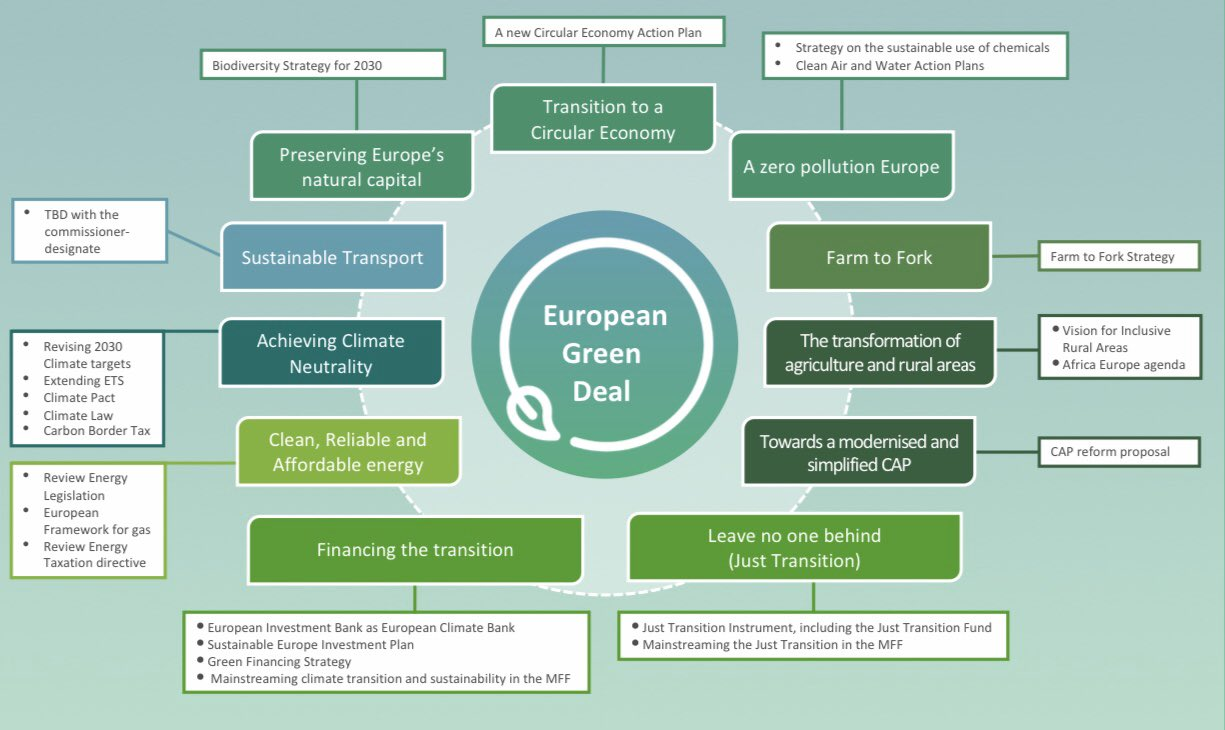 A new Circular Economy Action Plan
Biodiversity Strategy for 2030
• Strategy on the sustainable use of chemicals
• Clean Air and Water Action Plans
Transition to a
Circular Economy
Preserving Europe's
natural capital
A zero pollution Europe
• TBD with the
commissioner-
designate
Sustainable Transport
Farm to Fork
Farm to Fork Strategy
European
Green
Deal
• Revising 2030
Climate targets
• Extending ETS
• Climate Pact
• Climate Law
• Carbon Border Tax
Achieving Climate
Neutrality
The transformation of
agriculture and rural areas
• Vision for Inclusive
Rural Areas
• Africa Europe agenda
Clean, Reliable and
Affordable energy
Towards a modernised and
simplified CAP
CAP reform proposal
• Review Energy
Legislation
• European
Framework for gas
• Review Energy
Taxation directive
Financing the transition
Leave no one behind
(Just Transition)
• European Investment Bank as European Climate Bank
• Sustainable Europe Investment Plan
• Green Financing Strategy
• Mainstreaming climate transition and sustainability in the MFF
• Just Transition Instrument, including the Just Transition Fund
• Mainstreaming the Just Transition in the MFF